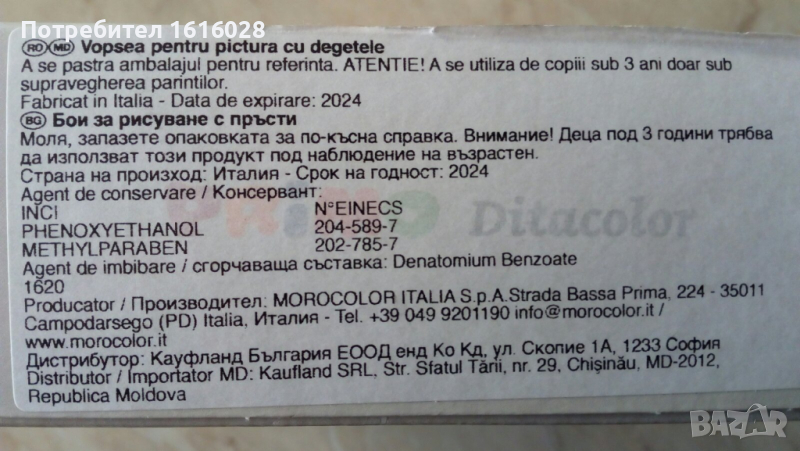 Потребител 1616028
RO MD Vopsea pentru pictura cu degetele
A se pastra ambalajul pentru referinta. ATENTIE! A se utiliza de copiii sub 3 ani doar sub
supravegherea parintilor.
Fabricat in Italia - Data de expirare: 2024
BG Бои за рисуване с пръсти
Моля, запазете опаковката за по-късна справка. Внимание! Деца под 3 години трябва
да използват този продукт под наблюдение на възрастен.
Страна на произход: Италия - Срок на годност: 2024
Agent de conservare / Консервант:
INCI N°EINECS
PHENOXYETHANOL 204-589-7
METHYLPARABEN 202-785-7
Ditacolor
Agent de imbibare / сгорчаваща съставка: Denatomium Benzoate
1620
Producator / Производител: MOROCOLOR ITALIA S.p.A.Strada Bassa Prima, 224 - 35011
Campodarsego (PD) Italia, Италия - Tel. +39 049 9201190 info@morocolor.it /
www.morocolor.it
Дистрибутор: Кауфланд България ЕООД енд Ко Кд, ул. Скопие 1А, 1233 София
Distribuitor / Importator MD: Kaufland SRL, Str. Sfatul Tării, nr. 29, Chişinău, MD-2012,
Republica Moldova
BAZAR